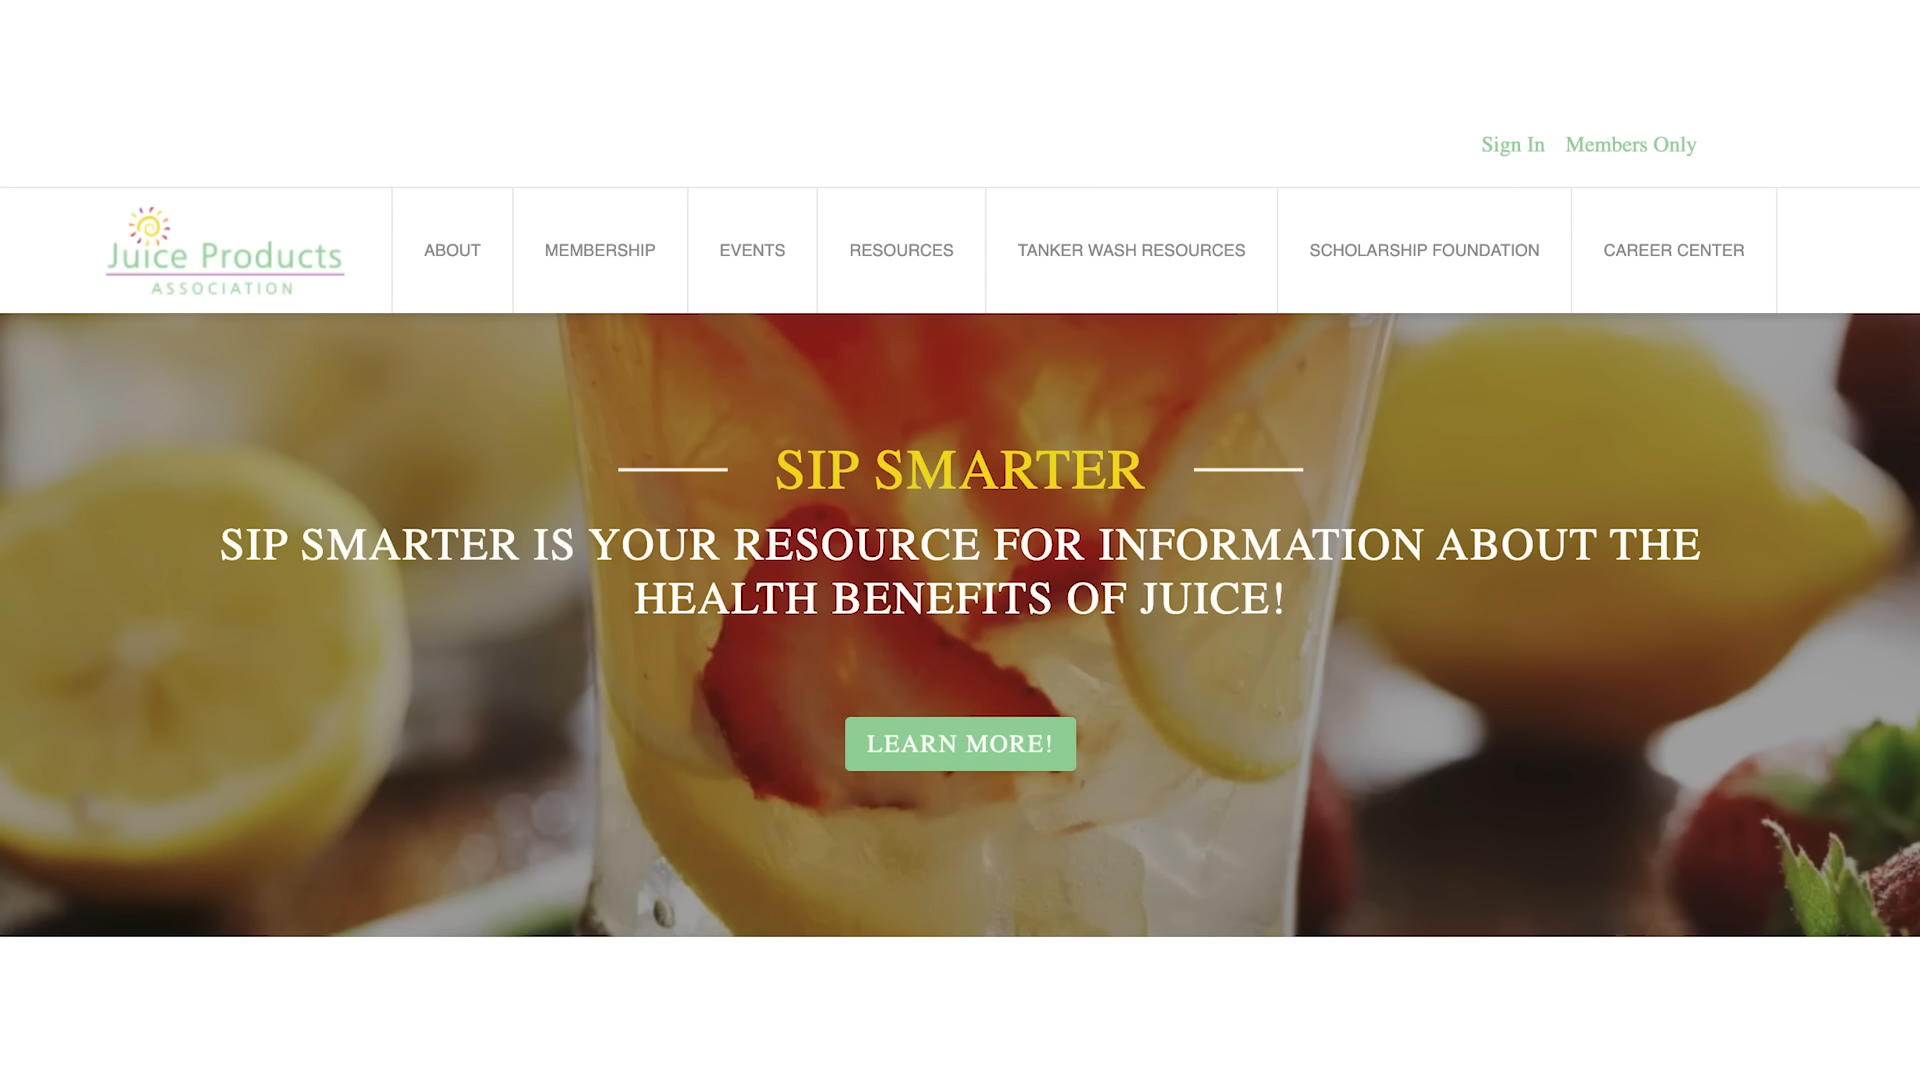 Sign In Members Only
Juice Products
ASSOCIATION
ABOUT MEMBERSHIP EVENTS RESOURCES TANKER WASH RESOURCES SCHOLARSHIP FOUNDATION CAREER CENTER
SIP SMARTER
SIP SMARTER IS YOUR RESOURCE FOR INFORMATION ABOUT THE
HEALTH BENEFITS OF JUICE!
LEARN MORE!